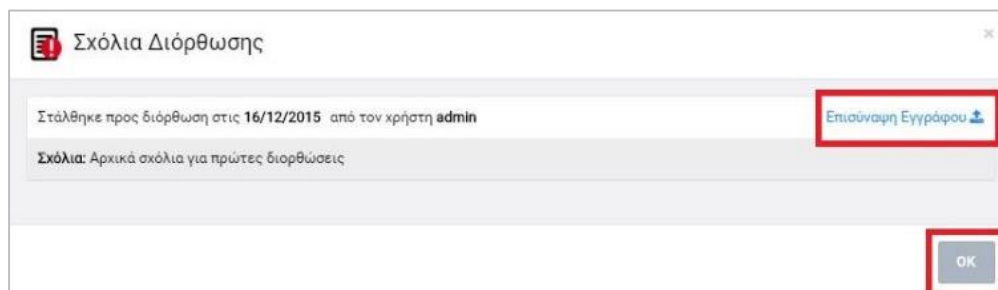 Σχόλια Διόρθωσης
×
Στάλθηκε προς διόρθωση στις 16/12/2015 από τον χρήστη admin
Επισύναψη Εγγράφου
Σχόλια: Αρχικά σχόλια για πρώτες διορθώσεις
OK